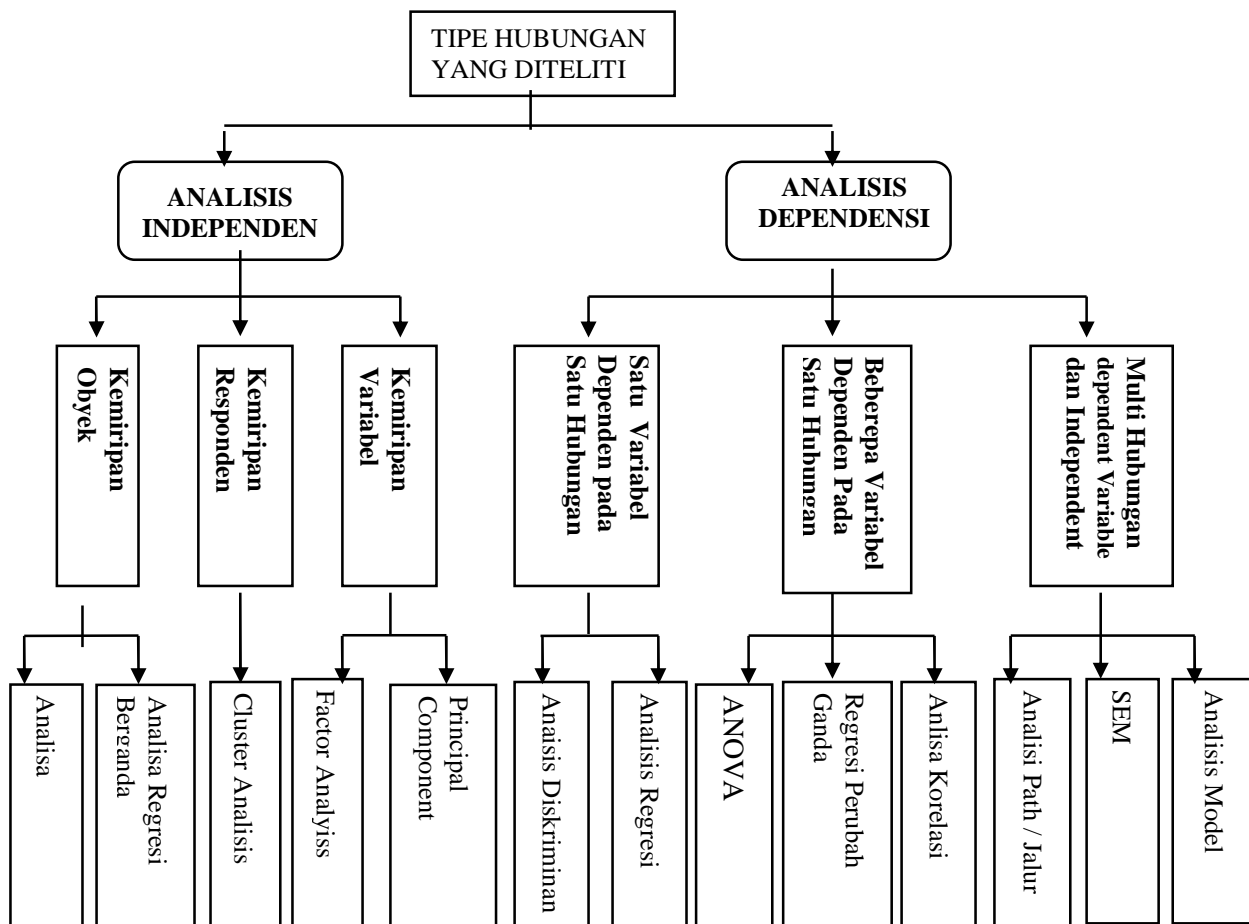 TIPE HUBUNGAN
YANG DITELITI
ANALISIS
INDEPENDEN
ANALISIS
DEPENDENSI
Kemiripan
Obyek
Kemiripan
Responden
Kemiripan
Variabel
Satu Variabel
Dependen pada
Satu Hubungan
Beberepa Variabel
Dependen Pada
Satu Hubungan
Multi Hubungan
dependent Variable
dan Independent
Analisa
Analisa Regresi
Berganda
Cluster Analisis
Factor Analyiss
Principal
Component
Anaisis Diskriminan
Analisis Regresi
ANOVA
Regresi Perubah
Ganda
Anlisa Korelasi
Analisi Path / Jalur
SEM
Analisis Model